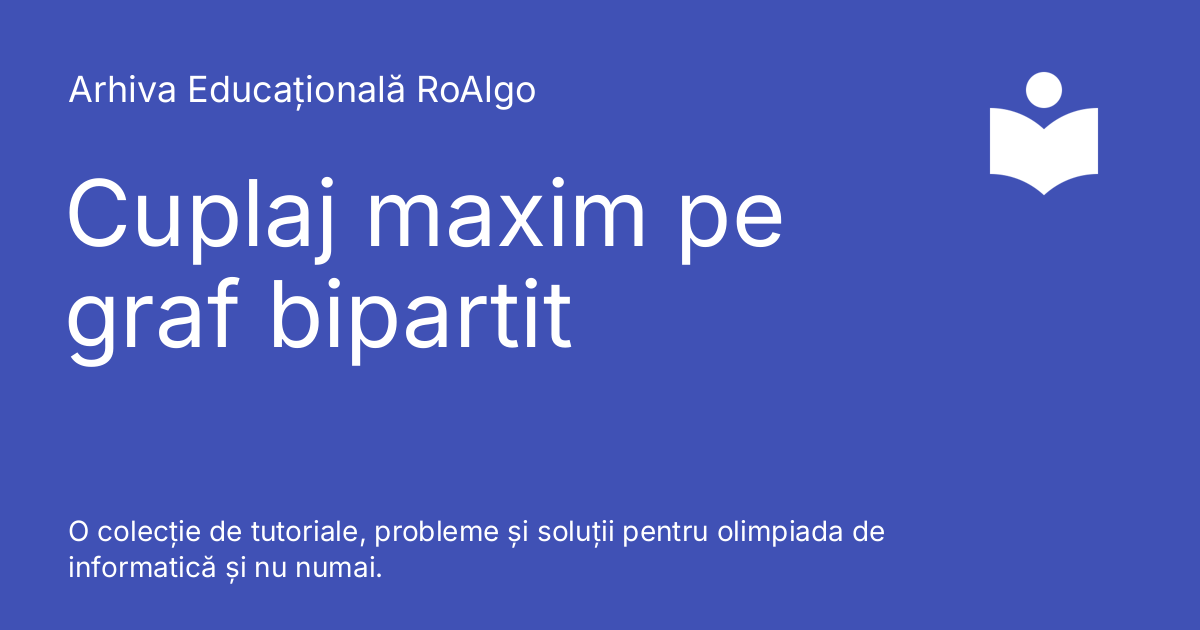 Arhiva Educațională RoAlgo
Cuplaj maxim pe
graf bipartit
O colecție de tutoriale, probleme și soluții pentru olimpiada de
informatică și nu numai.